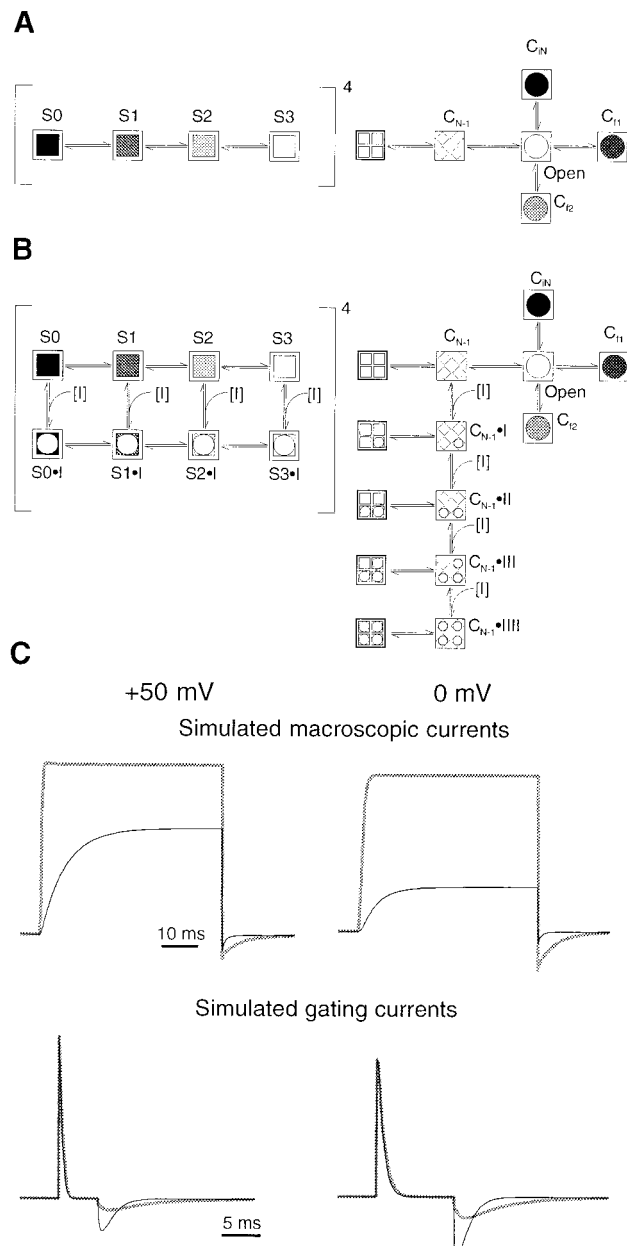 A
C_iN
4
S0 S1 S2 S3 C_N-1 C_f1
Open
C_f2
B
C_iN
4
S0 S1 S2 S3 C_N-1 C_f1
[I] [I] [I] [I] [I]
Open
C_f2
S0•I S1•I S2•I S3•I C_N-1•I
[I]
C_N-1•II
[I]
C_N-1•III
[I]
C_N-1•IIII
C
+50 mV 0 mV
Simulated macroscopic currents
10 ms
Simulated gating currents
5 ms